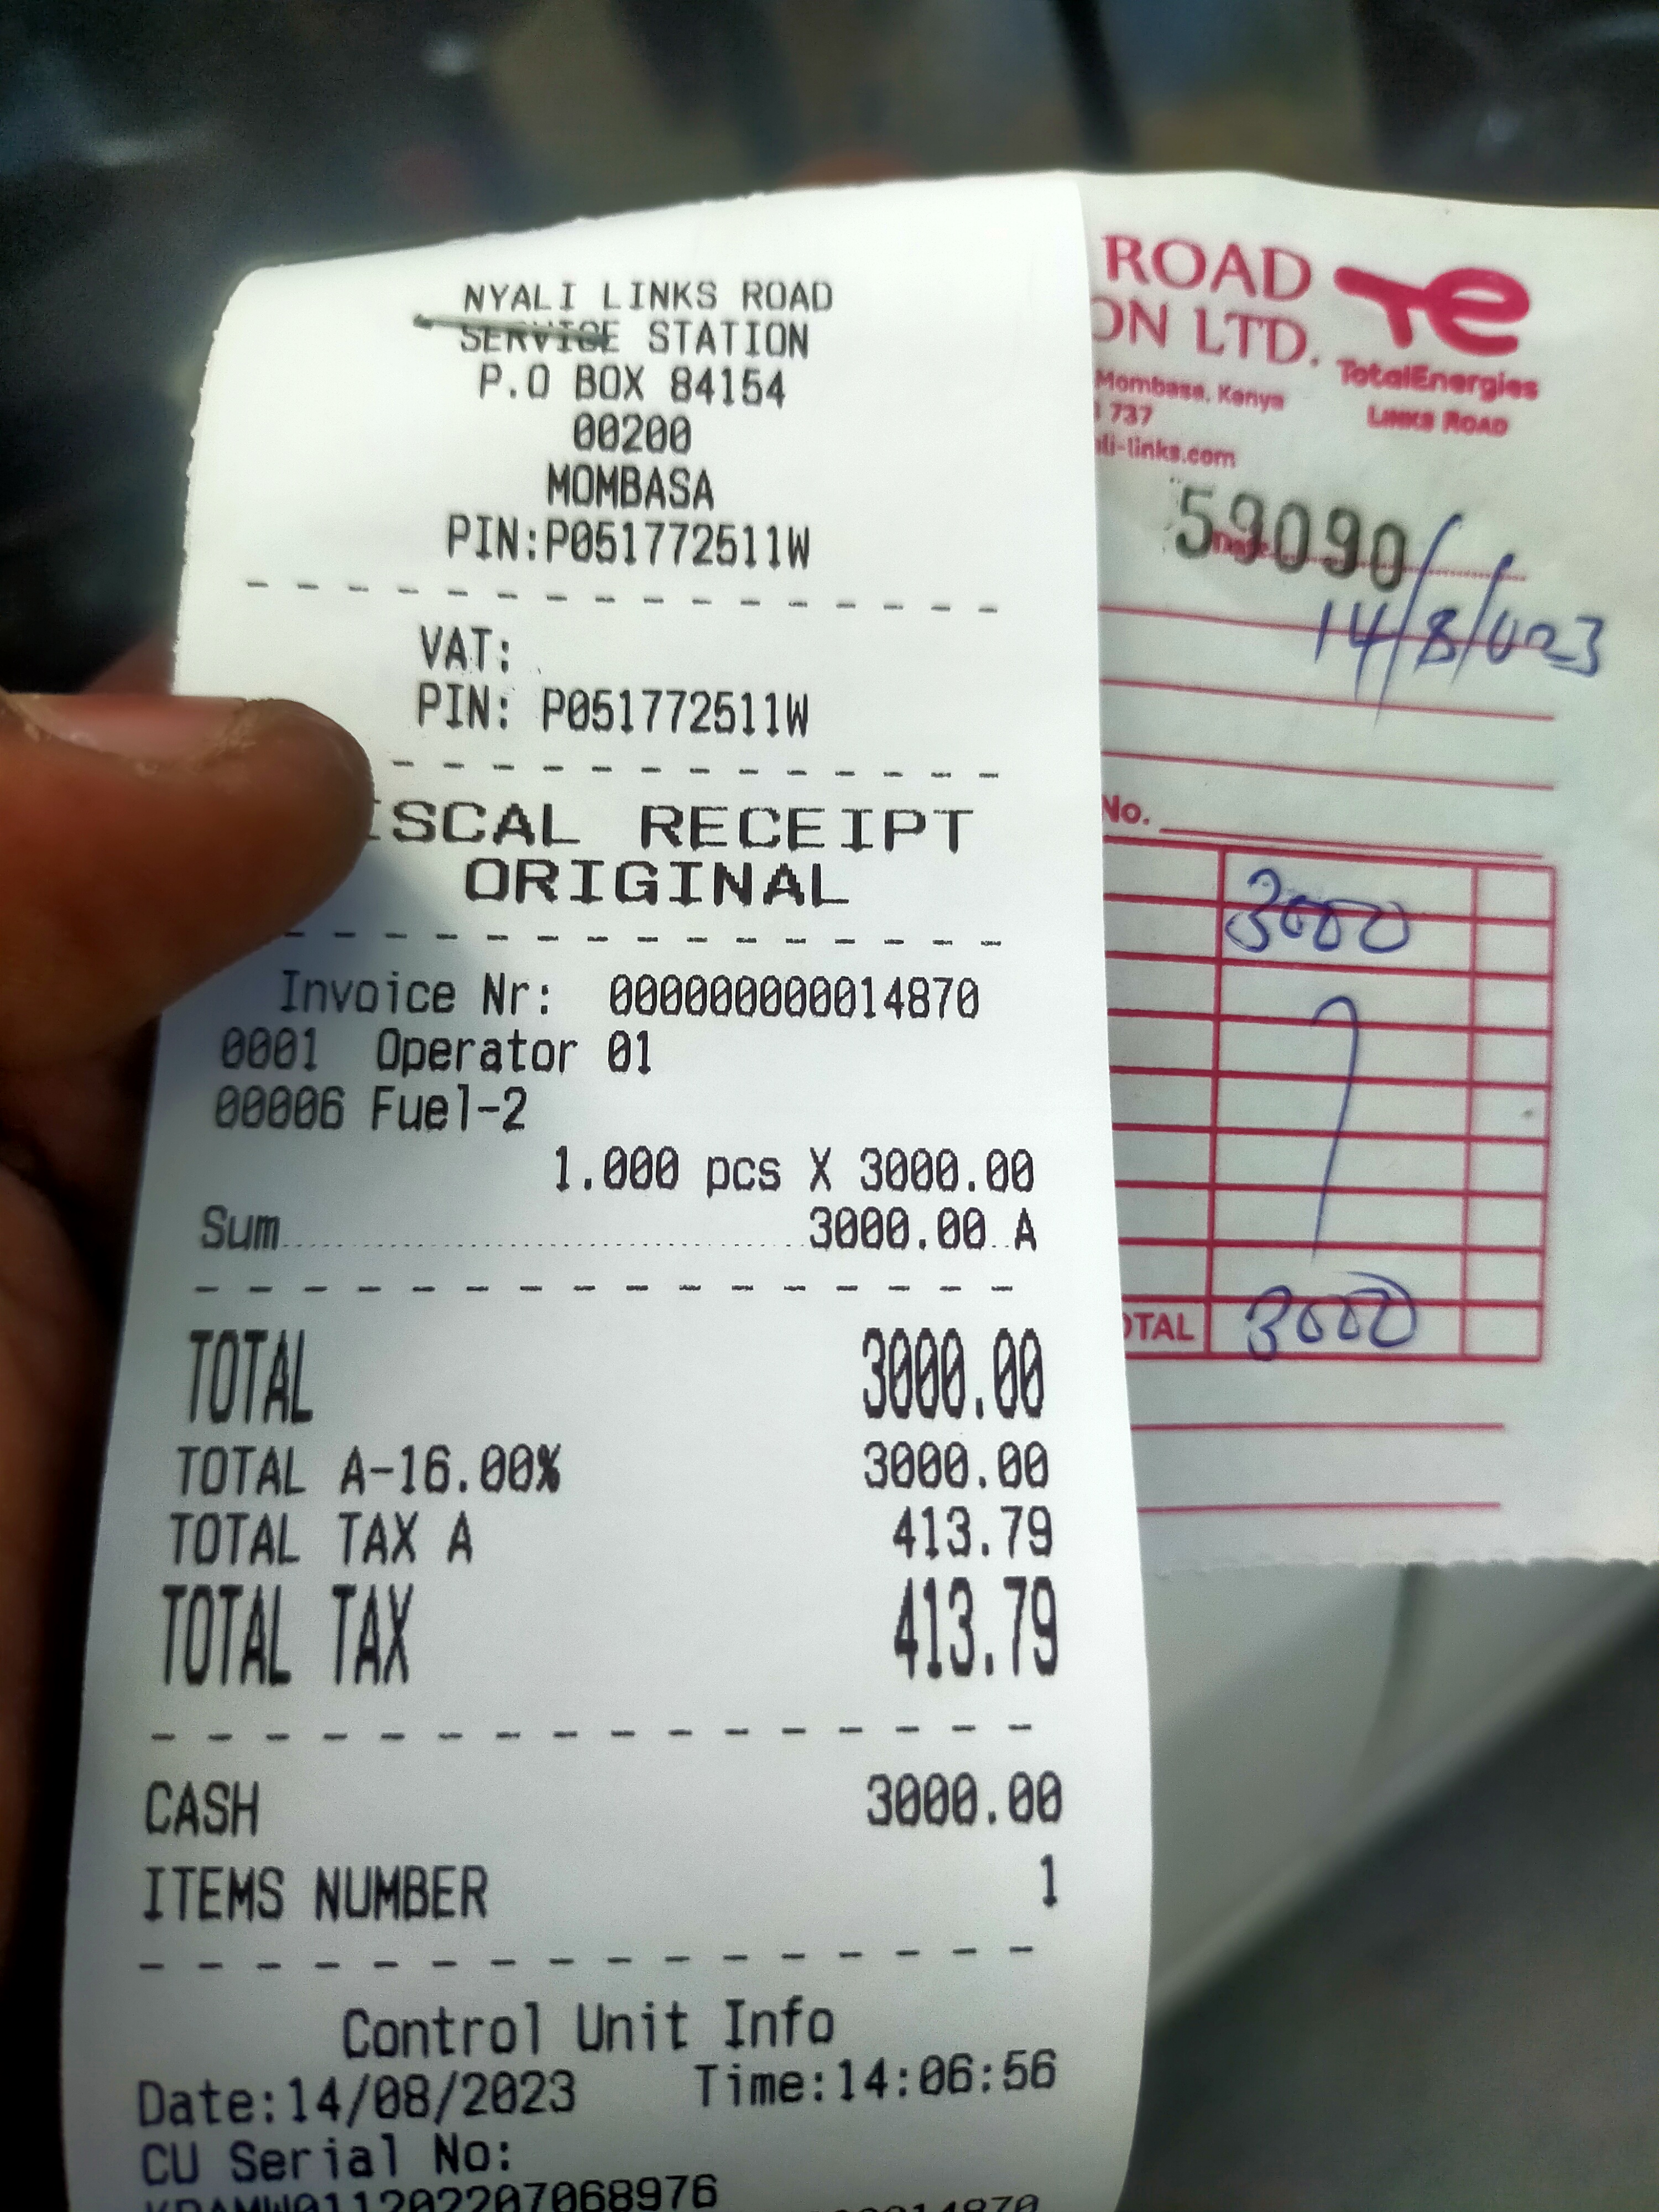 NYALI LINKS ROAD
SERVICE STATION
P.O BOX 84154
00200
MOMBASA
PIN:P051772511W
VAT:
PIN: P051772511W
ISCAL RECEIPT
ORIGINAL
Invoice Nr: 000000000014870
0001 Operator 01
00006 Fuel-2
1.000 pcs X 3000.00
Sum 3000.00 A
TOTAL 3000.00
TOTAL A-16.00% 3000.00
TOTAL TAX A 413.79
TOTAL TAX 413.79
CASH 3000.00
ITEMS NUMBER 1
Control Unit Info
Date:14/08/2023 Time:14:06:56
CU Serial No:
KRAMW011202207068976
ROAD
ON LTD.
TotalEnergies
LINKS ROAD
Mombasa, Kenya
737
li-links.com
59090
14/8/023
No.
3000
OTAL 3000